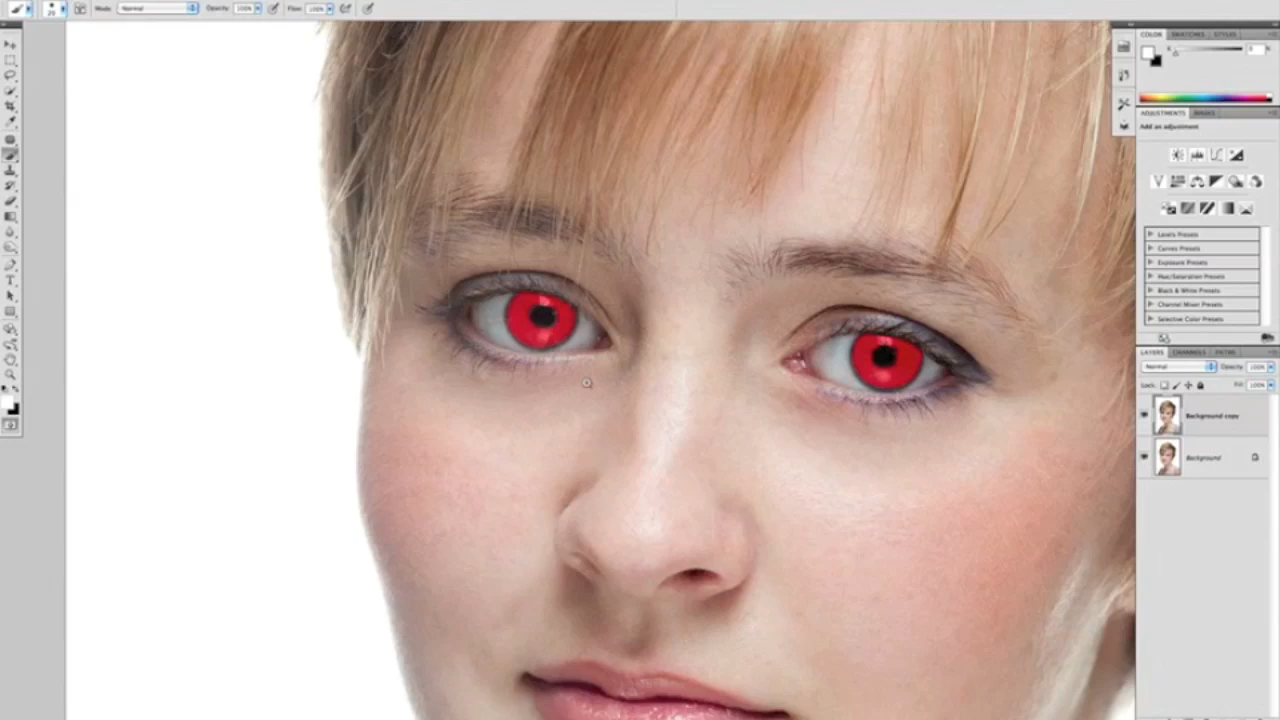 Mode: Normal Opacity: 100% Flow: 100%
COLOR SWATCHES STYLES
K
ADJUSTMENTS MASKS
Add an adjustment
Levels Presets
Curves Presets
Exposure Presets
Hue/Saturation Presets
Black & White Presets
Channel Mixer Presets
Selective Color Presets
LAYERS CHANNELS PATHS
Normal Opacity: 100%
Lock: Fill: 100%
Background copy
Background